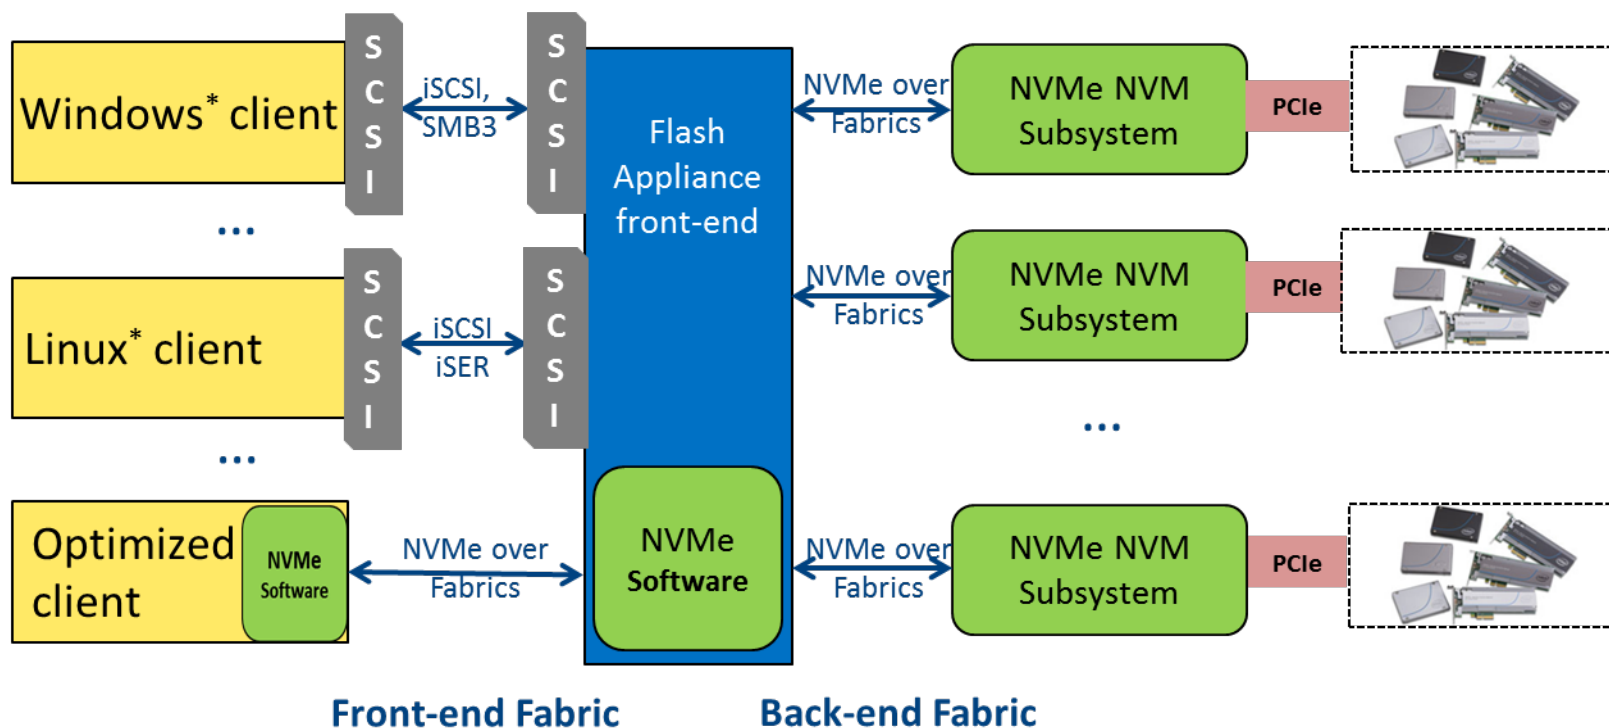 Windows* client
S
C
S
I
iSCSI,
SMB3
S
C
S
I
Flash
Appliance
front-end
NVMe over
Fabrics
NVMe NVM
Subsystem
PCIe
...
Linux* client
S
C
S
I
iSCSI
iSER
S
C
S
I
NVMe over
Fabrics
NVMe NVM
Subsystem
PCIe
...
...
Optimized
client
NVMe
Software
NVMe over
Fabrics
NVMe
Software
NVMe over
Fabrics
NVMe NVM
Subsystem
PCIe
Front-end Fabric
Back-end Fabric